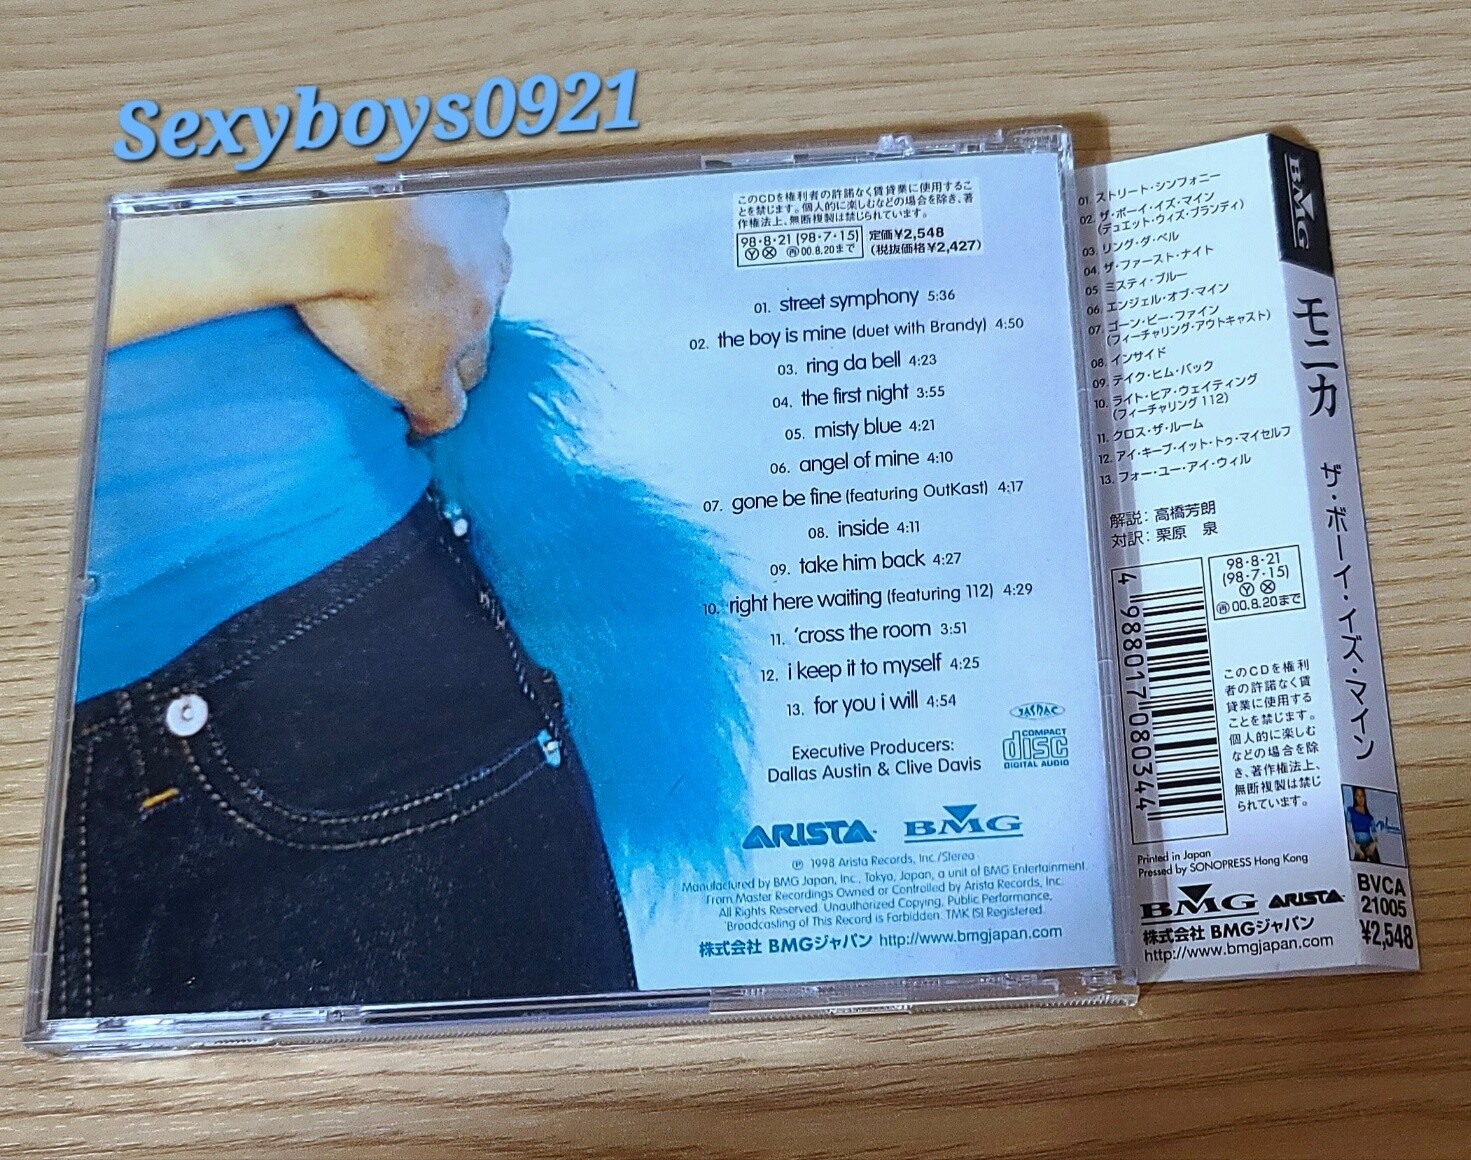 Sexyboys0921
このCDを権利者の許諾なく賃貸業に使用するこ
とを禁じます。個人的に楽しむなどの場合を除き、著
作権法上、無断複製は禁じられています。
98・8・21 (98・7・15)
Ⓨ Ⓧ ㋙00.8.20まで
定価¥2,548
(税抜価格¥2,427)
01. street symphony 5:36
02. the boy is mine (duet with Brandy) 4:50
03. ring da bell 4:23
04. the first night 3:55
05. misty blue 4:21
06. angel of mine 4:10
07. gone be fine (featuring OutKast) 4:17
08. inside 4:11
09. take him back 4:27
10. right here waiting (featuring 112) 4:29
11. 'cross the room 3:51
12. i keep it to myself 4:25
13. for you i will 4:54
Executive Producers:
Dallas Austin & Clive Davis
JASRAC
COMPACT
disc
DIGITAL AUDIO
ARISTA
BMG
Ⓟ 1998 Arista Records, Inc./Stereo
Manufactured by BMG Japan, Inc., Tokyo, Japan, a unit of BMG Entertainment.
From Master Recordings Owned or Controlled by Arista Records, Inc.
All Rights Reserved. Unauthorized Copying, Public Performance,
Broadcasting of This Record is Forbidden. TMK(S) Registered.
株式会社 BMGジャパン http://www.bmgjapan.com
01. ストリート・シンフォニー
02. ザ・ボーイ・イズ・マイン
(デュエット・ウィズ・ブランディ)
03. リング・ダ・ベル
04. ザ・ファースト・ナイト
05. ミスティ・ブルー
06. エンジェル・オブ・マイン
07. ゴーン・ビー・ファイン
(フィーチャリング・アウトキャスト)
08. インサイド
09. テイク・ヒム・バック
10. ライト・ヒア・ウェイティング
(フィーチャリング 112)
11. クロス・ザ・ルーム
12. アイ・キープ・イット・トゥ・マイセルフ
13. フォー・ユー・アイ・ウィル
解説: 高橋芳朗
対訳: 栗原 泉
4 988017 080344
98・8・21
(98・7・15)
Ⓨ Ⓧ
00.8.20まで
このCDを権利
者の許諾なく賃
貸業に使用する
ことを禁じます。
個人的に楽しむ
などの場合を除
き、著作権法上、
無断複製は禁じ
られています。
Printed in Japan
Pressed by SONOPRESS Hong Kong
BMG ARISTA
株式会社 BMGジャパン
http://www.bmgjapan.com
BMG
モニカ
ザ・ボーイ・イズ・マイン
BVCA
21005
¥2,548